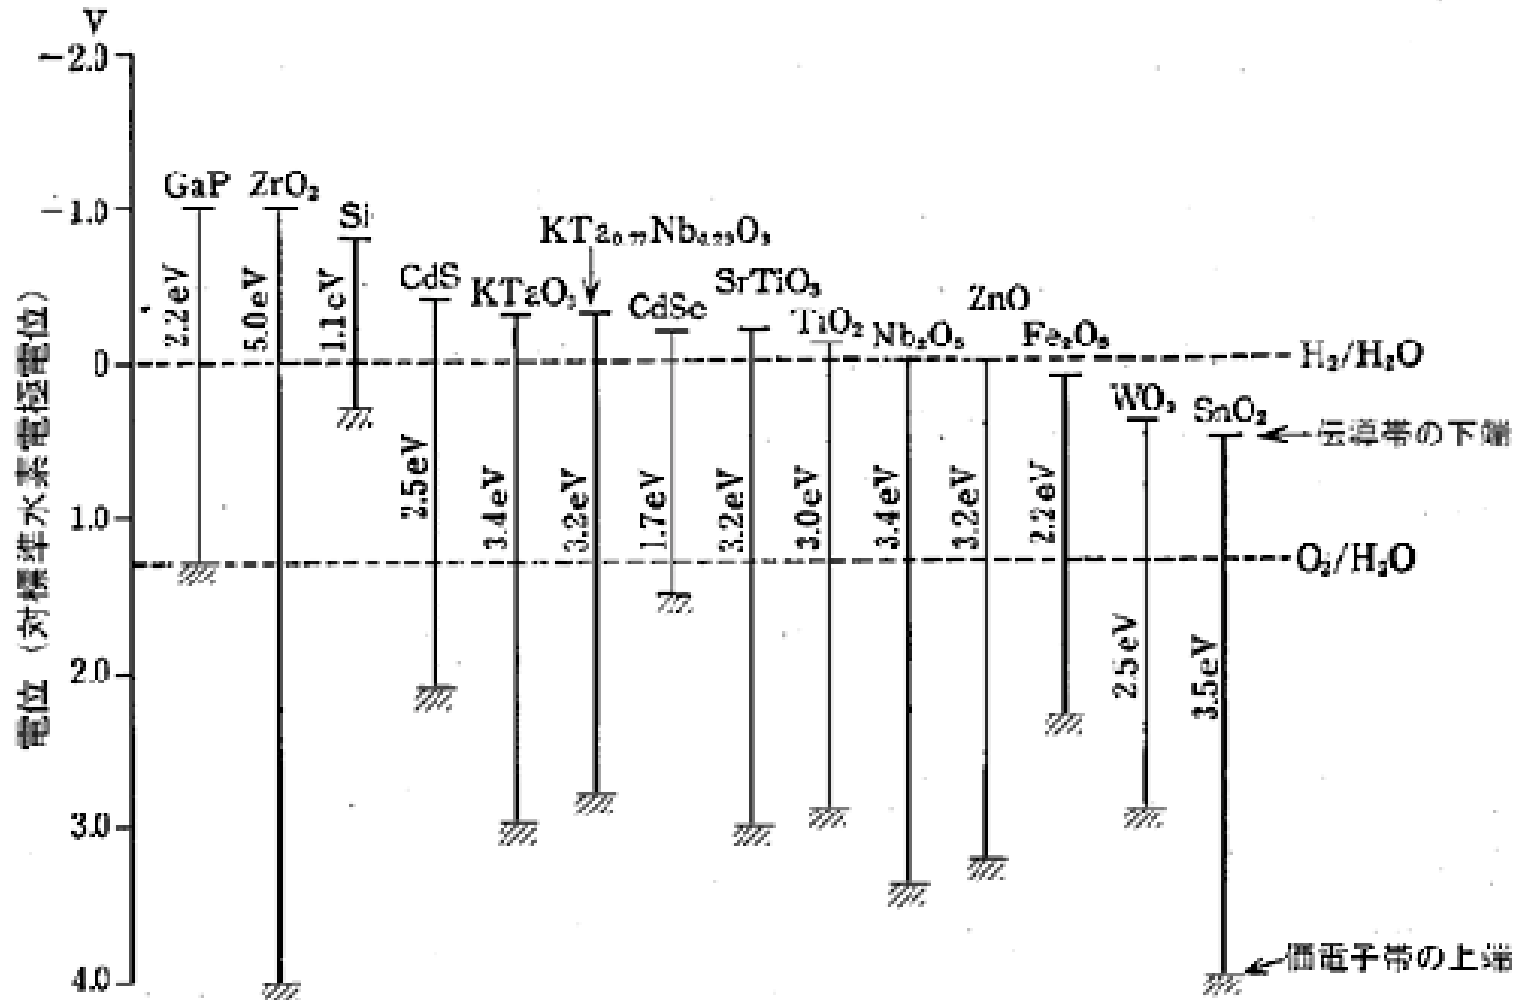 V
-2.0
-1.0
0
1.0
2.0
3.0
4.0
電位 (対標準水素電極電位)
GaP
2.2eV
ZrO₂
5.0eV
Si
1.1eV
CdS
2.5eV
KTaO₃
3.4eV
KTa₀.₇₇Nb₀.₂₃O₃
3.2eV
CdSe
1.7eV
SrTiO₃
3.2eV
TiO₂
3.0eV
Nb₂O₅
3.4eV
ZnO
3.2eV
Fe₂O₃
2.2eV
WO₃
2.5eV
SnO₂
3.5eV
H₂/H₂O
伝導帯の下端
O₂/H₂O
価電子帯の上端